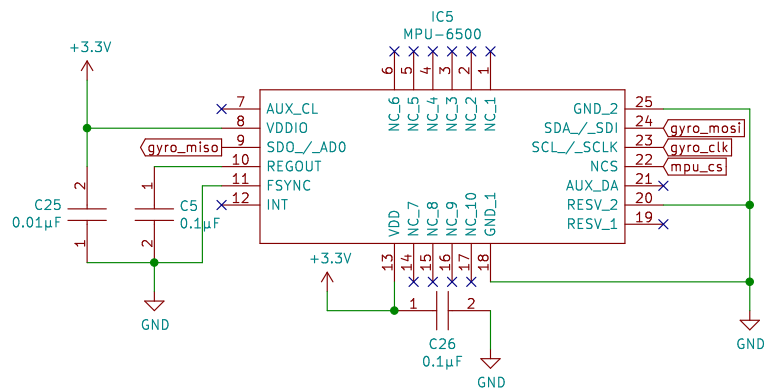 IC5
MPU-6500
+3.3V
6
5
4
3
2
1
NC_6
NC_5
NC_4
NC_3
NC_2
NC_1
7
AUX_CL
GND_2
25
8
VDDIO
SDA_/_SDI
24
gyro_mosi
gyro_miso
9
SDO_/_AD0
SCL_/_SCLK
23
gyro_clk
10
REGOUT
NCS
22
mpu_cs
11
FSYNC
AUX_DA
21
12
INT
RESV_2
20
RESV_1
19
2
C25
0.01µF
1
1
C5
0.1µF
2
VDD
NC_7
NC_8
NC_9
NC_10
GND_1
13
14
15
16
17
18
GND
+3.3V
1
2
C26
0.1µF
GND
GND